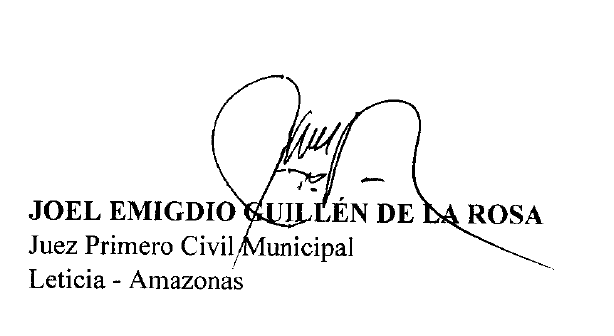 JOEL EMIGDIO GUILLÉN DE LA ROSA
Juez Primero Civil Municipal
Leticia - Amazonas